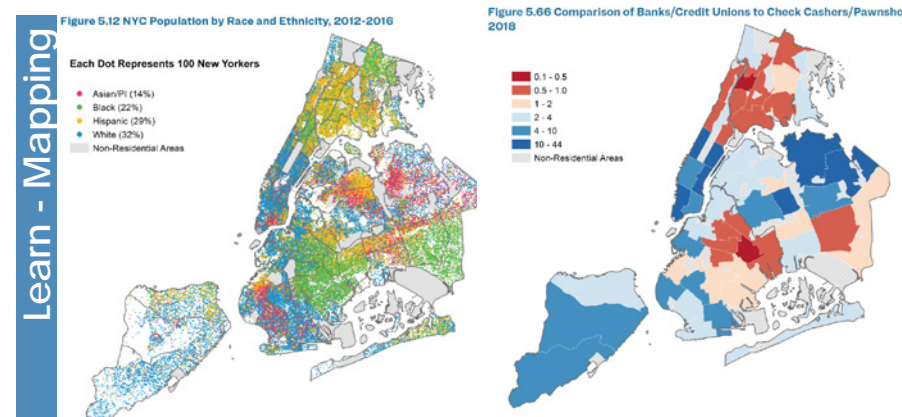 Learn - Mapping
Figure 5.12 NYC Population by Race and Ethnicity, 2012-2016
Each Dot Represents 100 New Yorkers
Asian/PI (14%)
Black (22%)
Hispanic (29%)
White (32%)
Non-Residential Areas
Figure 5.66 Comparison of Banks/Credit Unions to Check Cashers/Pawnsho
2018
0.1 - 0.5
0.5 - 1.0
1 - 2
2 - 4
4 - 10
10 - 44
Non-Residential Areas